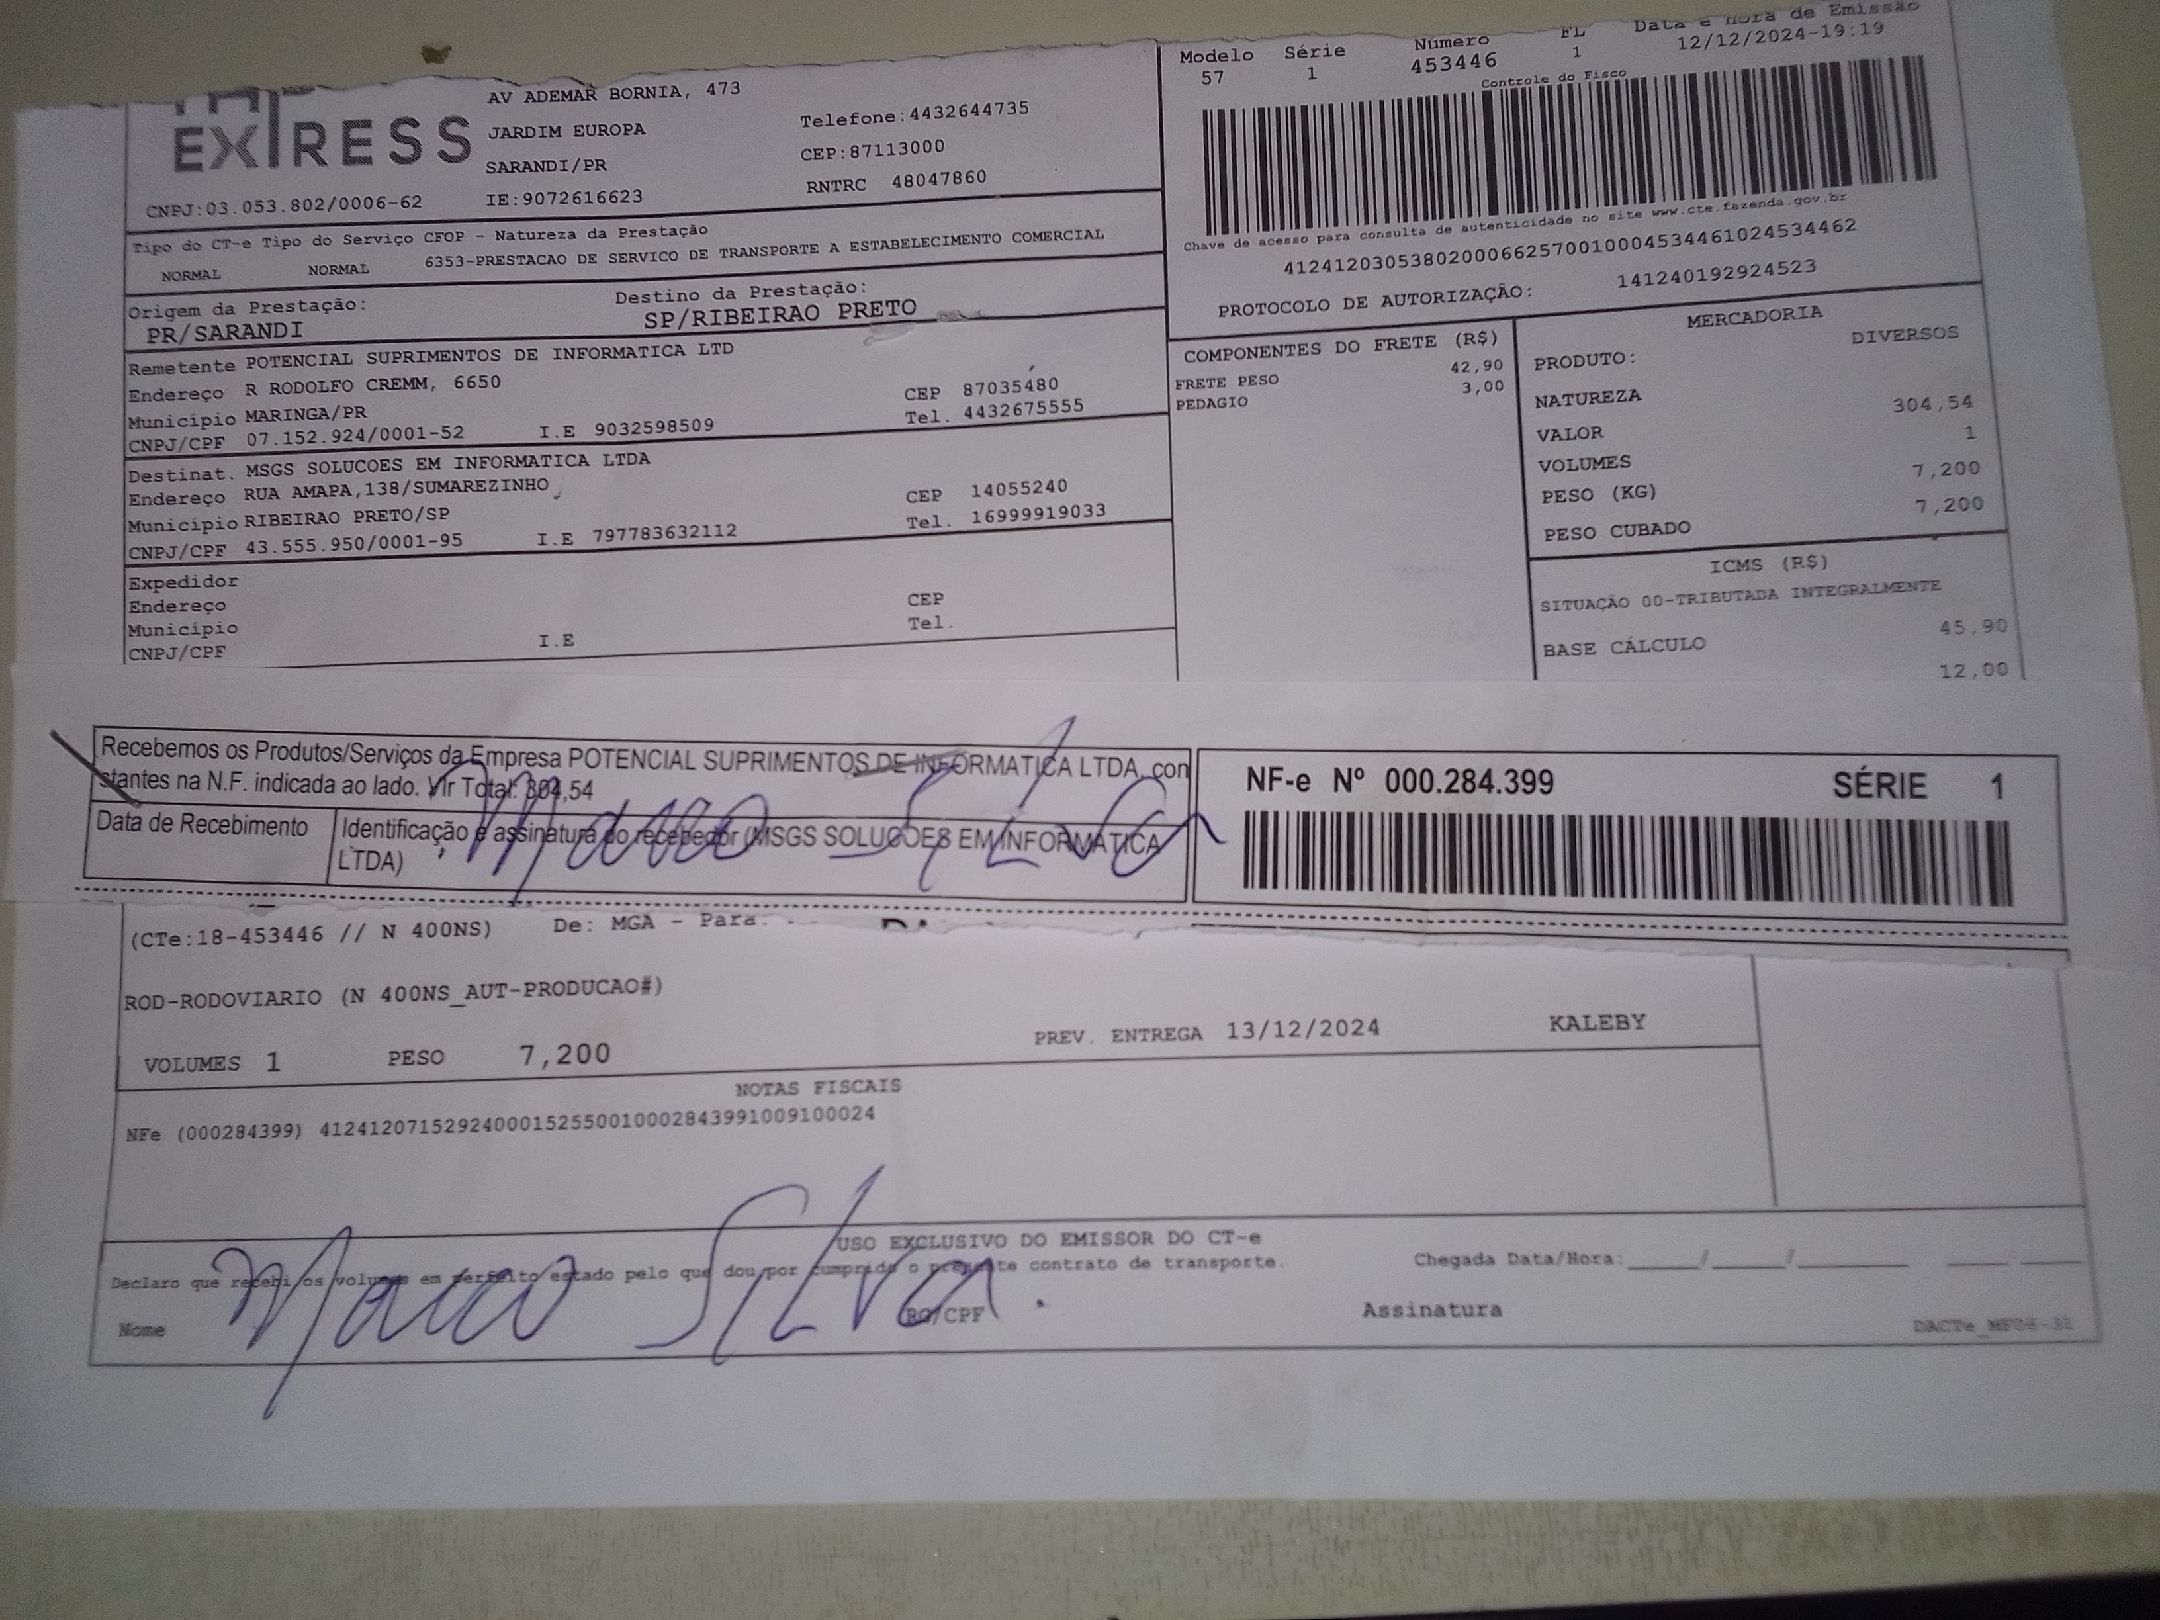 EXPRESS
AV ADEMAR BORNIA, 473
JARDIM EUROPA
SARANDI/PR
IE:9072616623
Telefone:4432644735
CEP:87113000
RNTRC 48047860
CNPJ:03.053.802/0006-62
Modelo Série Número FL Data e Hora de Emissão
57 1 453446 1 12/12/2024-19:19
Controle do Fisco
Chave de acesso para consulta de autenticidade no site www.cte.fazenda.gov.br
41241203053802000662570010004534461024534462
PROTOCOLO DE AUTORIZAÇÃO: 141240192924523
Tipo do CT-e Tipo do Serviço CFOP - Natureza da Prestação
NORMAL NORMAL 6353-PRESTACAO DE SERVICO DE TRANSPORTE A ESTABELECIMENTO COMERCIAL
Origem da Prestação: Destino da Prestação:
PR/SARANDI SP/RIBEIRAO PRETO
Remetente POTENCIAL SUPRIMENTOS DE INFORMATICA LTD
Endereço R RODOLFO CREMM, 6650 CEP 87035480
Município MARINGA/PR Tel. 4432675555
CNPJ/CPF 07.152.924/0001-52 I.E 9032598509
Destinat. MSGS SOLUCOES EM INFORMATICA LTDA
Endereço RUA AMAPA,138/SUMAREZINHO CEP 14055240
Município RIBEIRAO PRETO/SP Tel. 16999919033
CNPJ/CPF 43.555.950/0001-95 I.E 797783632112
Expedidor
Endereço CEP
Município Tel.
CNPJ/CPF I.E
COMPONENTES DO FRETE (R$)
FRETE PESO 42,90
PEDAGIO 3,00
MERCADORIA
PRODUTO: DIVERSOS
NATUREZA
VALOR 304,54
VOLUMES 1
PESO (KG) 7,200
PESO CUBADO 7,200
ICMS (R$)
SITUAÇÃO 00-TRIBUTADA INTEGRALMENTE
BASE CÁLCULO 45,90
12,00
Recebemos os Produtos/Serviços da Empresa POTENCIAL SUPRIMENTOS DE INFORMATICA LTDA, con
stantes na N.F. indicada ao lado. Vlr Total: 304,54
Data de Recebimento
Identificação e assinatura do recebedor (MSGS SOLUCOES EM INFORMATICA
LTDA)
Marco Silva
NF-e Nº 000.284.399 SÉRIE 1
(CTe:18-453446 // N 400NS) De: MGA - Para:
ROD-RODOVIARIO (N 400NS_AUT-PRODUCAO#)
VOLUMES 1 PESO 7,200 PREV. ENTREGA 13/12/2024 KALEBY
NOTAS FISCAIS
NFe (000284399) 41241207152924000152550010002843991009100024
USO EXCLUSIVO DO EMISSOR DO CT-e
Declaro que recebi os volumes em perfeito estado pelo que dou por cumprido o presente contrato de transporte. Chegada Data/Hora:____/____/______ ____ ____
Marco Silva.
Nome RG/CPF Assinatura